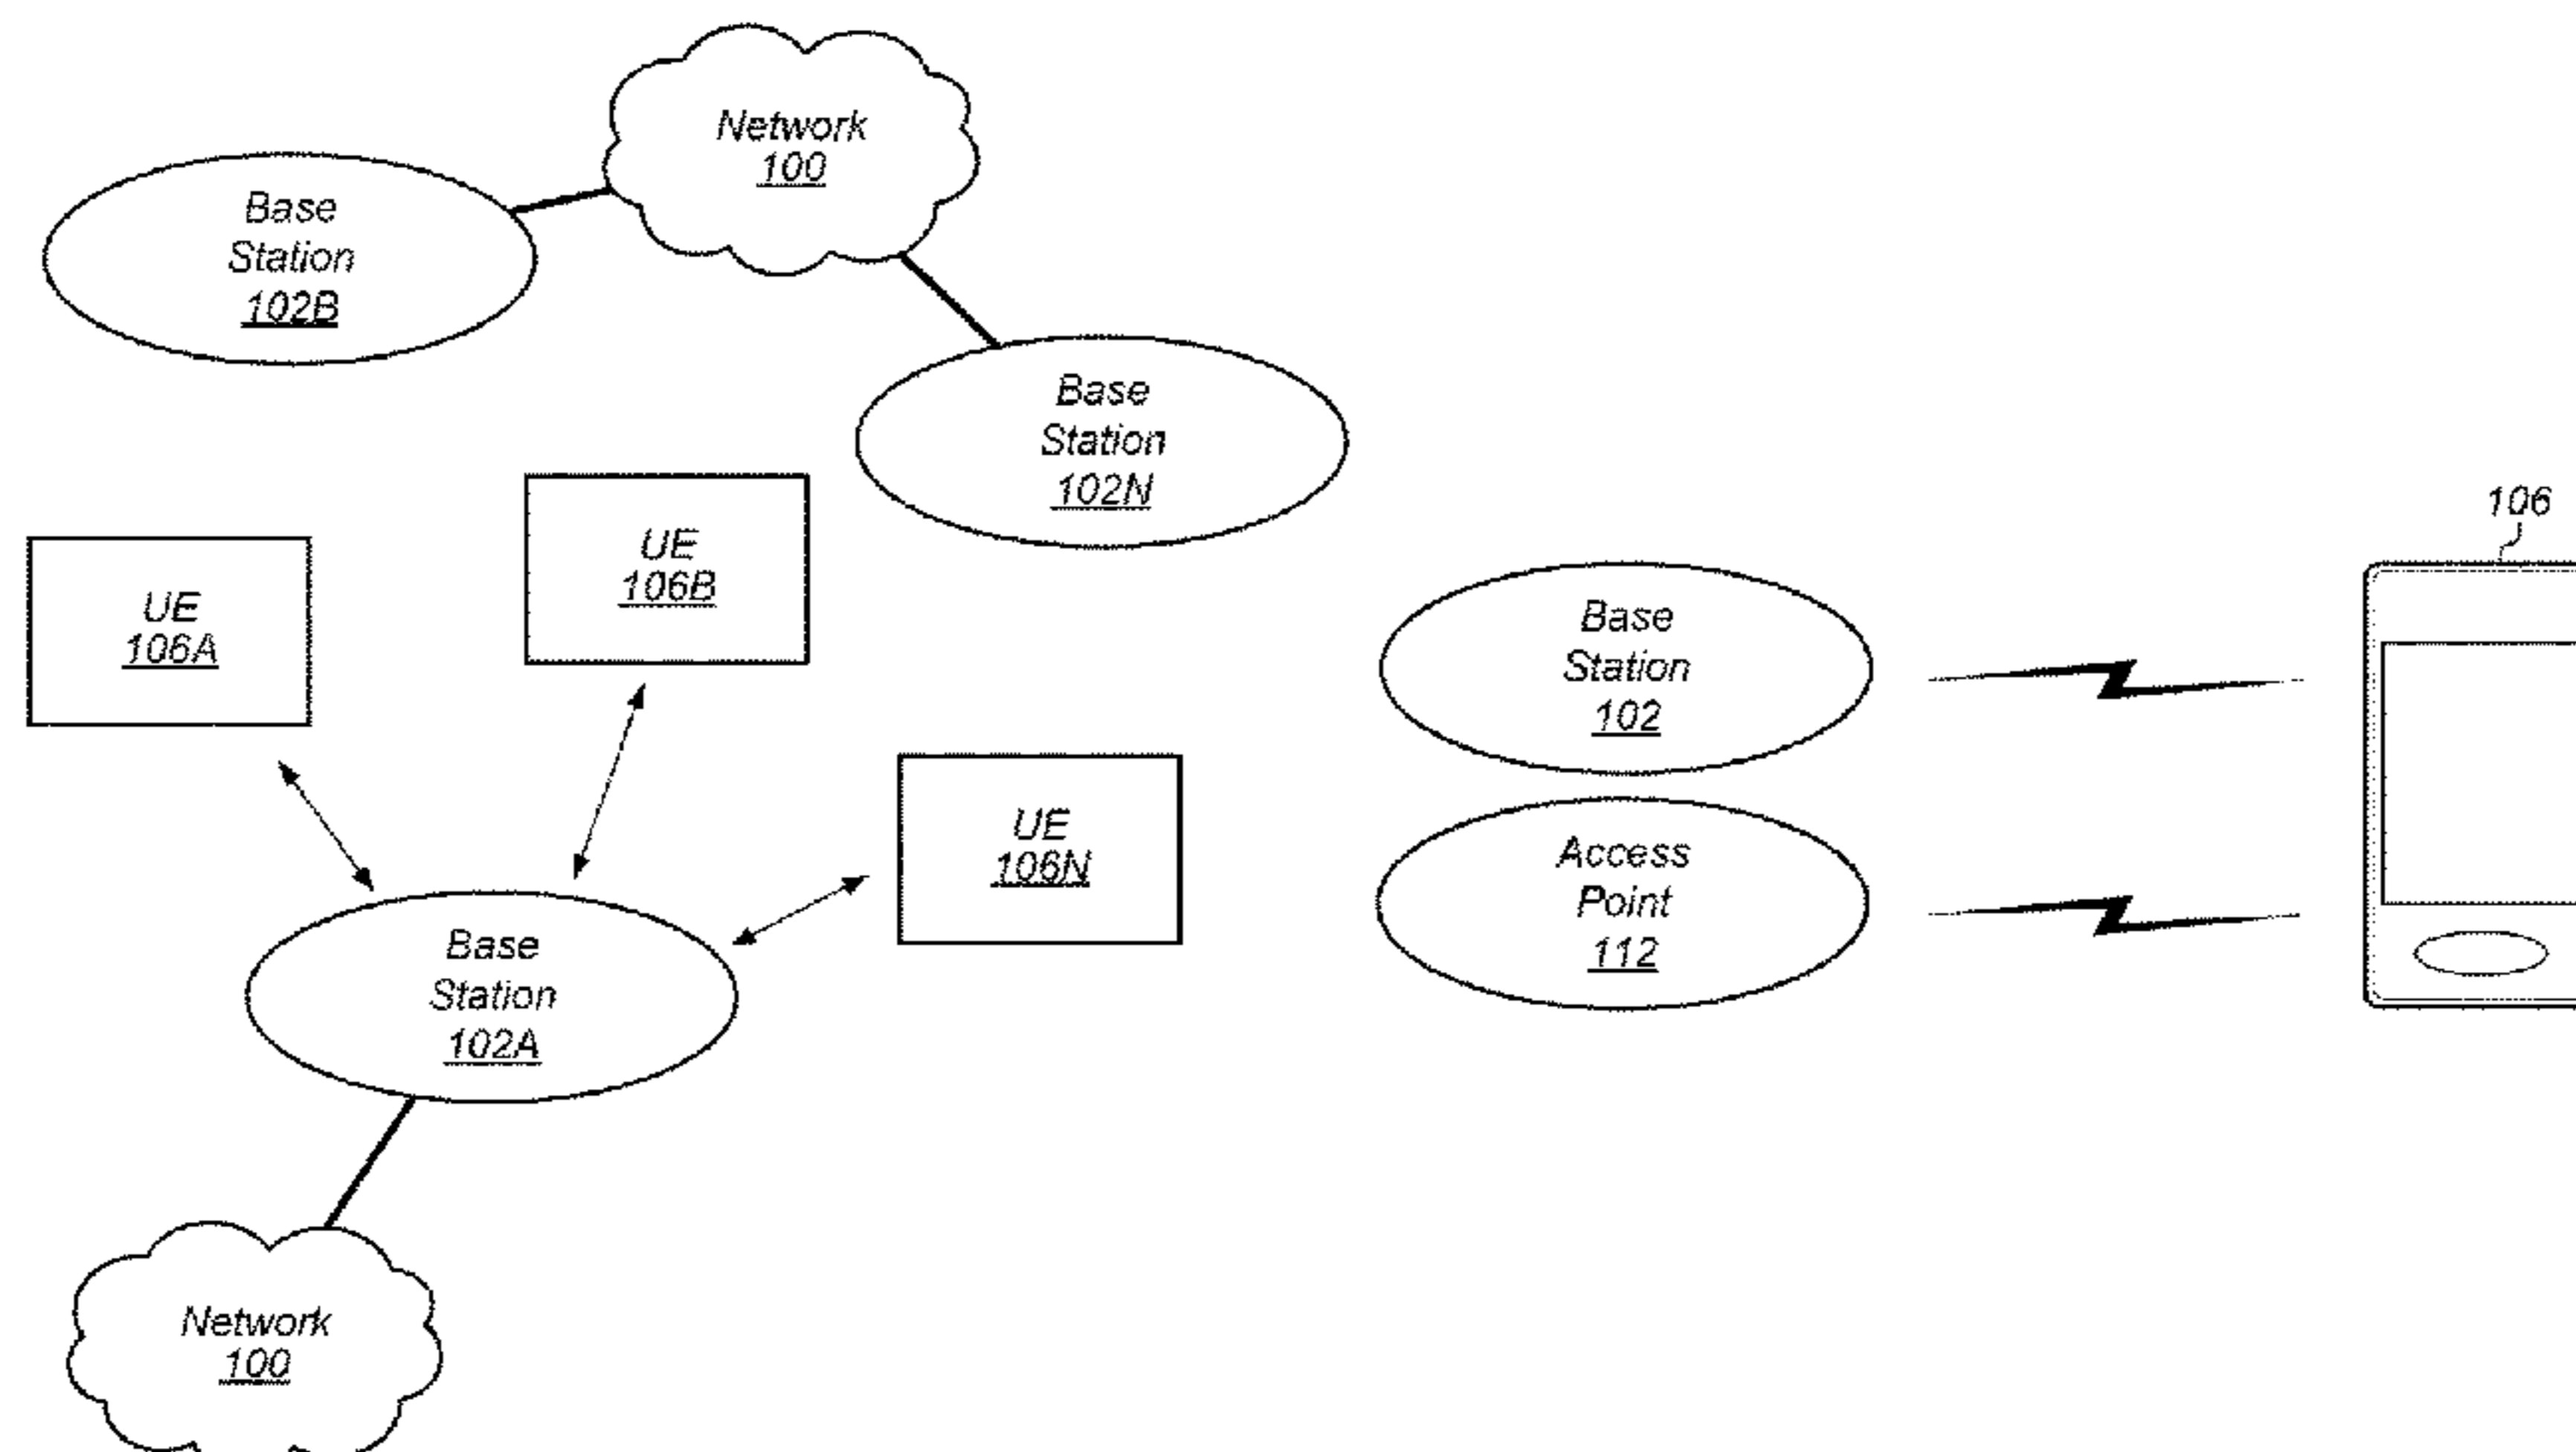 Network
100
Base
Station
102B
Base
Station
102N
UE
106A
UE
106B
UE
106N
Base
Station
102A
Network
100
Base
Station
102
Access
Point
112
106